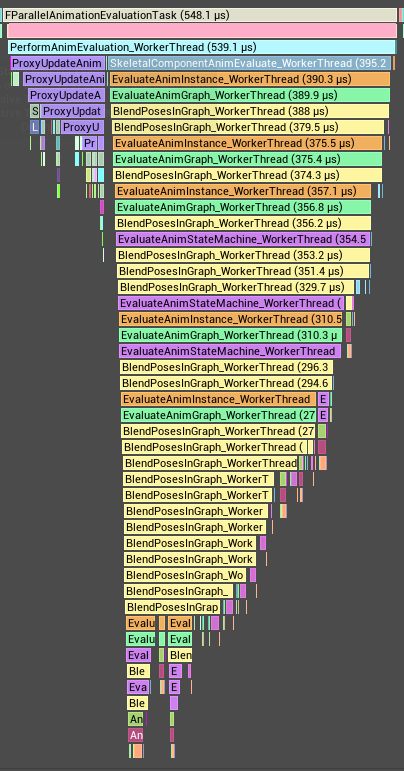 FParallelAnimationEvaluationTask (548.1 µs)
PerformAnimEvaluation_WorkerThread (539.1 µs)
ProxyUpdateAnim SkeletalComponentAnimEvaluate_WorkerThread (395.2
ProxyUpdateAni EvaluateAnimInstance_WorkerThread (390.3 µs)
ProxyUpdateA EvaluateAnimGraph_WorkerThread (389.9 µs)
S ProxyUpdat BlendPosesInGraph_WorkerThread (388 µs)
L ProxyU BlendPosesInGraph_WorkerThread (379.5 µs)
Pr EvaluateAnimInstance_WorkerThread (375.5 µs)
EvaluateAnimGraph_WorkerThread (375.4 µs)
BlendPosesInGraph_WorkerThread (374.3 µs)
EvaluateAnimInstance_WorkerThread (357.1 µs)
EvaluateAnimGraph_WorkerThread (356.8 µs)
BlendPosesInGraph_WorkerThread (356.2 µs)
EvaluateAnimStateMachine_WorkerThread (354.5
BlendPosesInGraph_WorkerThread (353.2 µs)
BlendPosesInGraph_WorkerThread (351.4 µs)
BlendPosesInGraph_WorkerThread (329.7 µs)
EvaluateAnimStateMachine_WorkerThread (
EvaluateAnimInstance_WorkerThread (310.5
EvaluateAnimGraph_WorkerThread (310.3 µ
EvaluateAnimStateMachine_WorkerThread
BlendPosesInGraph_WorkerThread (296.3
BlendPosesInGraph_WorkerThread (294.6
EvaluateAnimInstance_WorkerThread E
EvaluateAnimGraph_WorkerThread (27 E
BlendPosesInGraph_WorkerThread (27
BlendPosesInGraph_WorkerThread (
BlendPosesInGraph_WorkerThread
BlendPosesInGraph_WorkerT
BlendPosesInGraph_WorkerT
BlendPosesInGraph_Worker
BlendPosesInGraph_Worker
BlendPosesInGraph_Work
BlendPosesInGraph_Work
BlendPosesInGraph_Wo
BlendPosesInGraph_
BlendPosesInGrap
Evalu Eval
Evalu Eval
Eval Blen
Ble E
Eva E
Ble
An
An